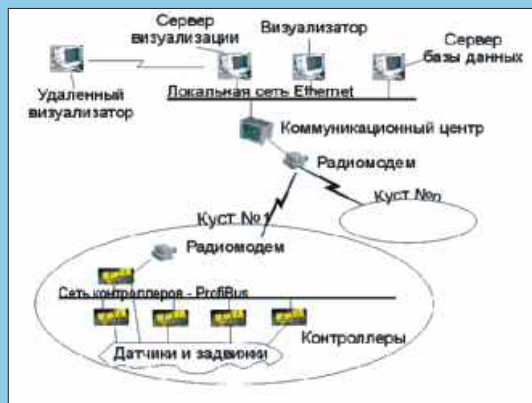 Сервер
визуализации
Визуализатор
Сервер
базы данных
Удаленный
визуализатор
Локальная сеть Ethernet
Коммуникационный центр
Радиомодем
Куст №n
Куст №1
Радиомодем
Сеть контроллеров - ProfiBus
Контроллеры
Датчики и задвижки